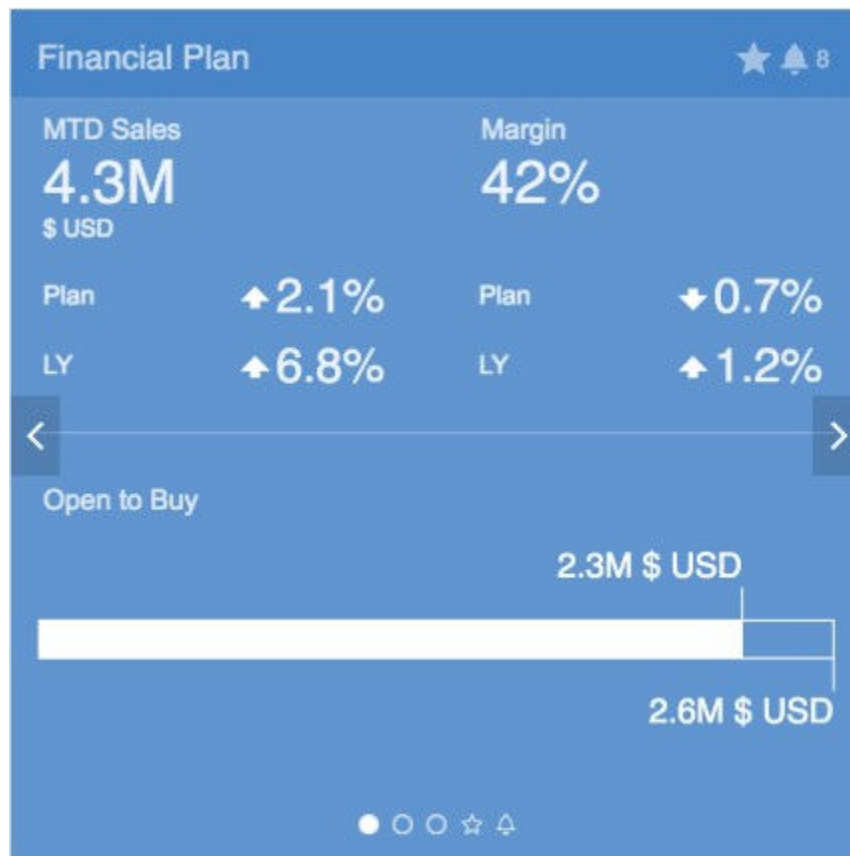 Financial Plan 8
MTD Sales
4.3M
$ USD
Margin
42%
Plan 2.1%
LY 6.8%
Plan 0.7%
LY 1.2%
Open to Buy
2.3M $ USD
2.6M $ USD